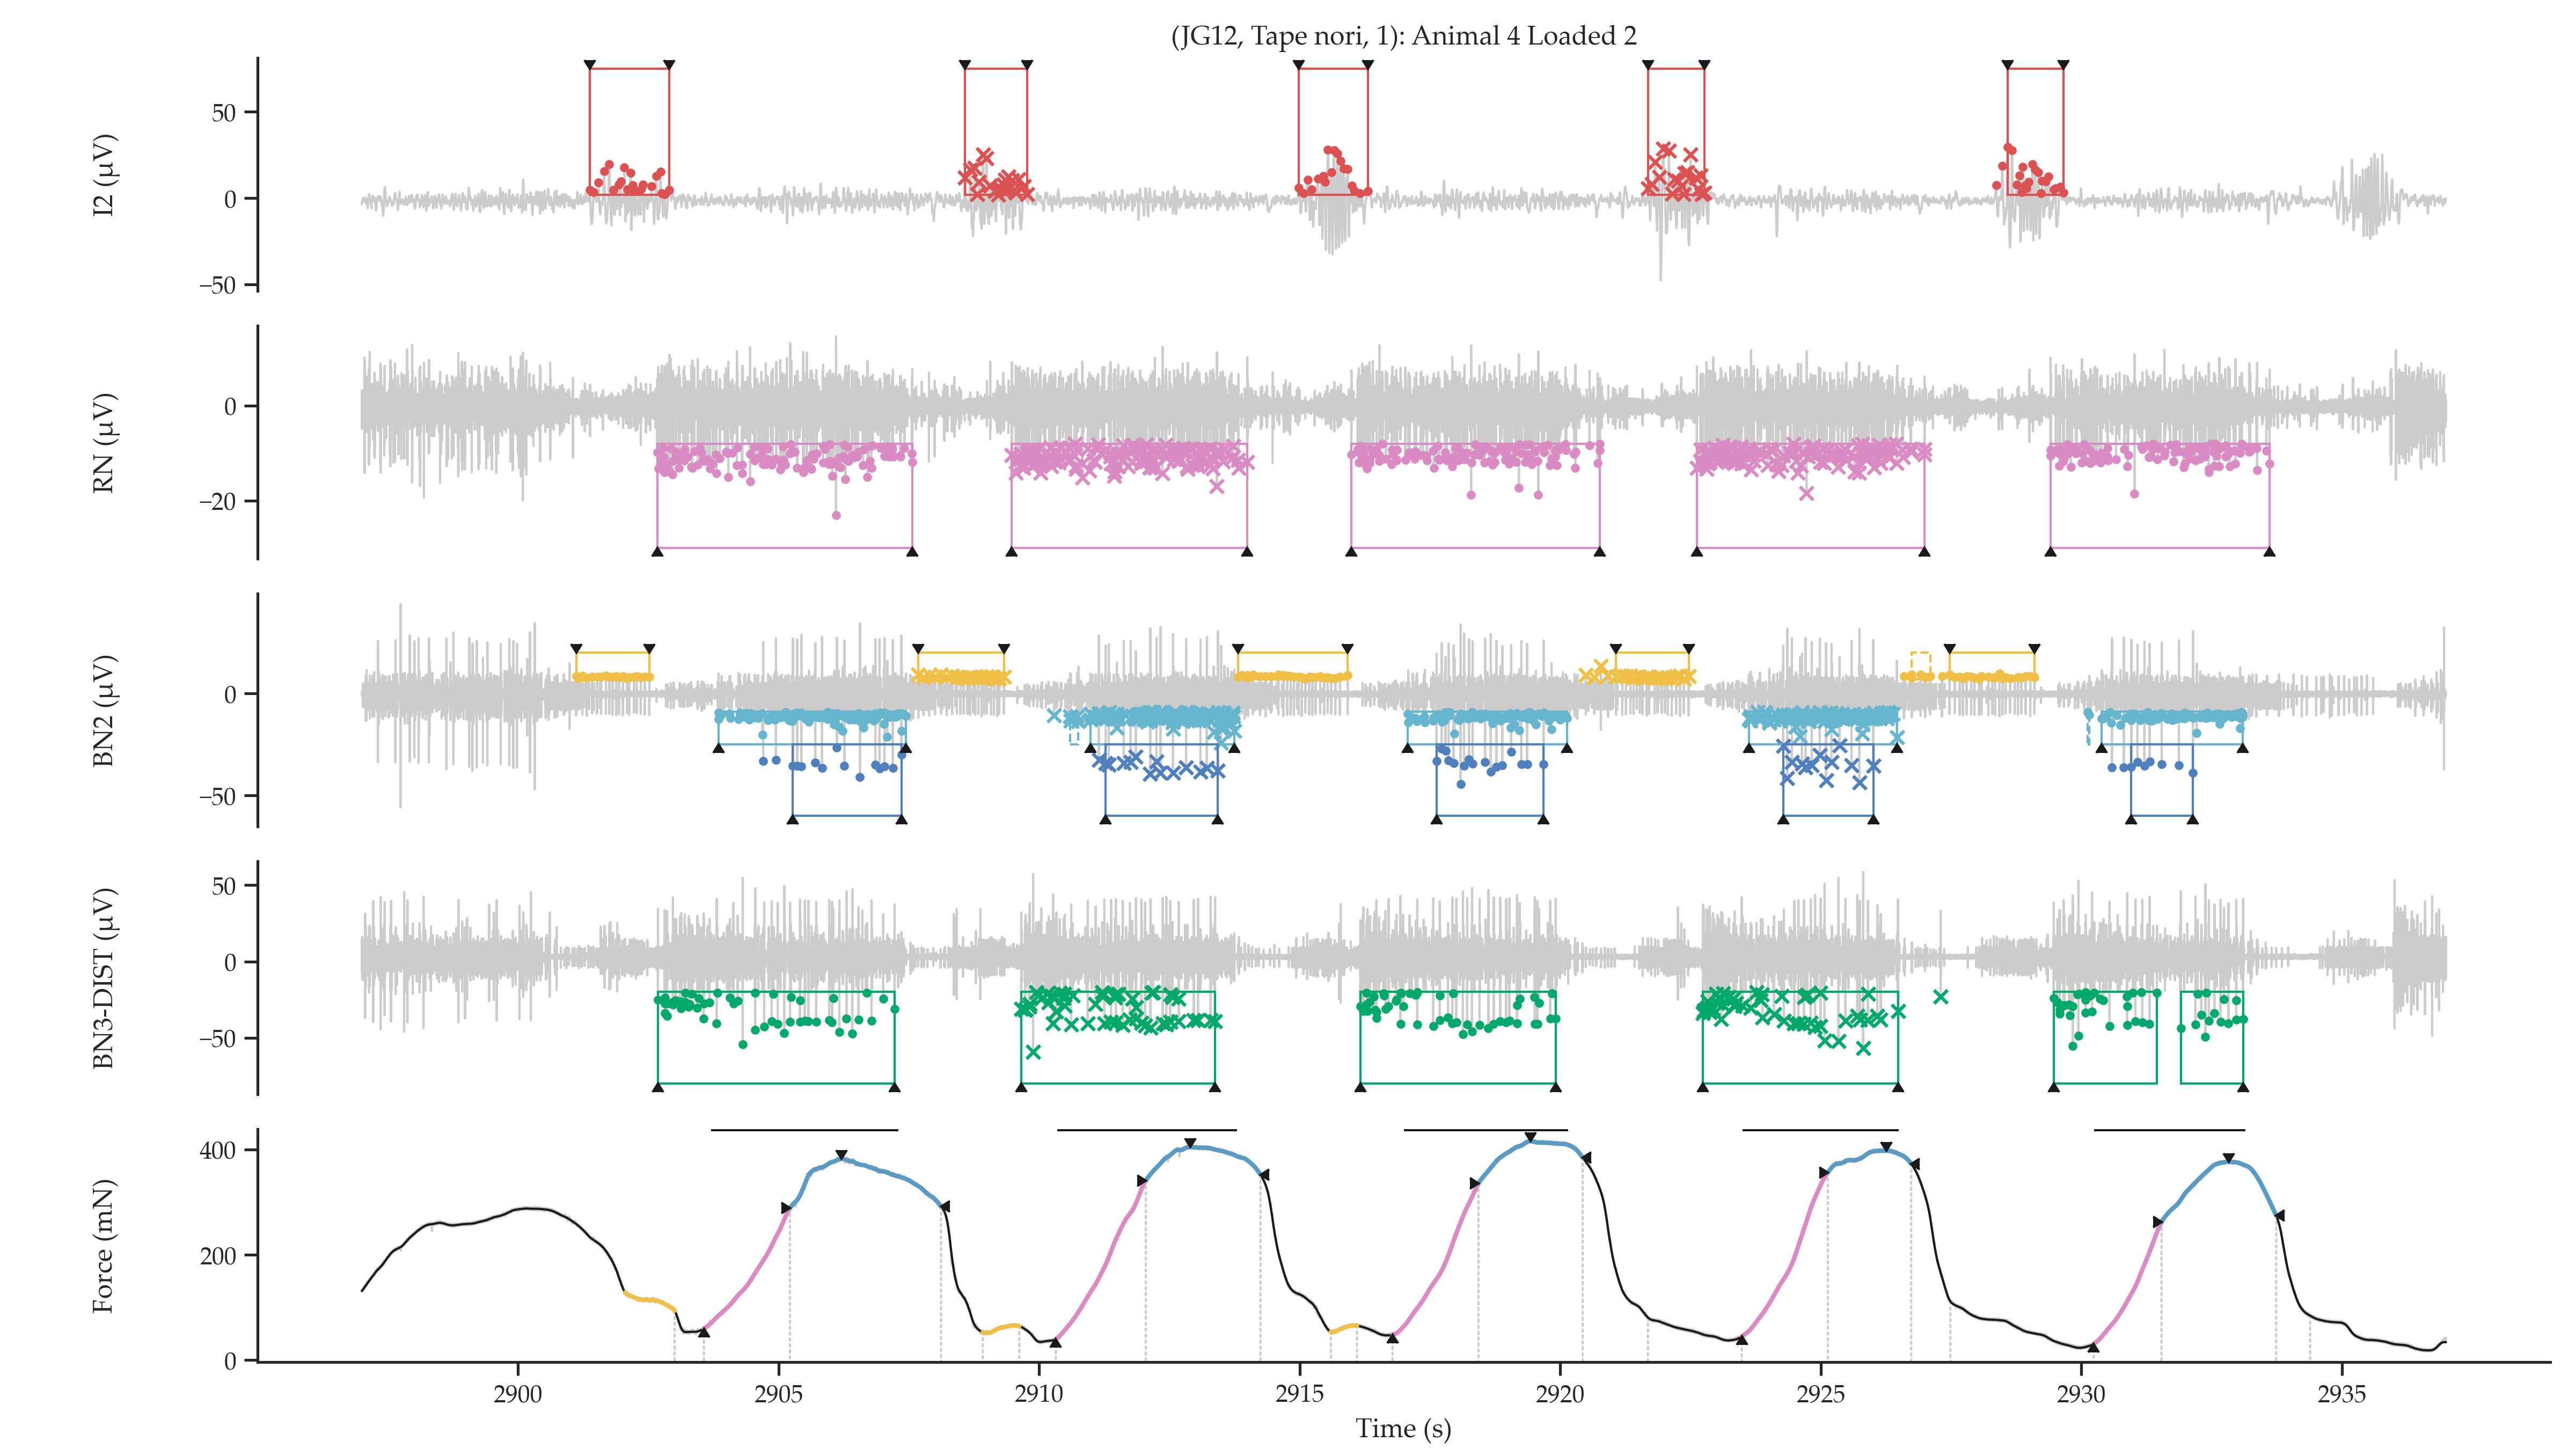 (JG12, Tape nori, 1): Animal 4 Loaded 2
I2 (µV)
50
0
−50
RN (µV)
0
−20
BN2 (µV)
0
−50
BN3-DIST (µV)
50
0
−50
Force (mN)
400
200
0
2900 2905 2910 2915 2920 2925 2930 2935
Time (s)